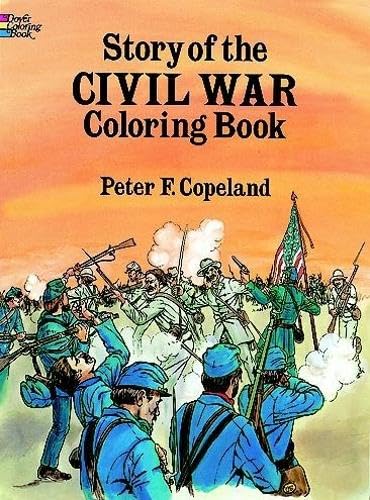 Dover
Coloring
Book
Story of the
CIVIL WAR
Coloring Book
Peter F. Copeland